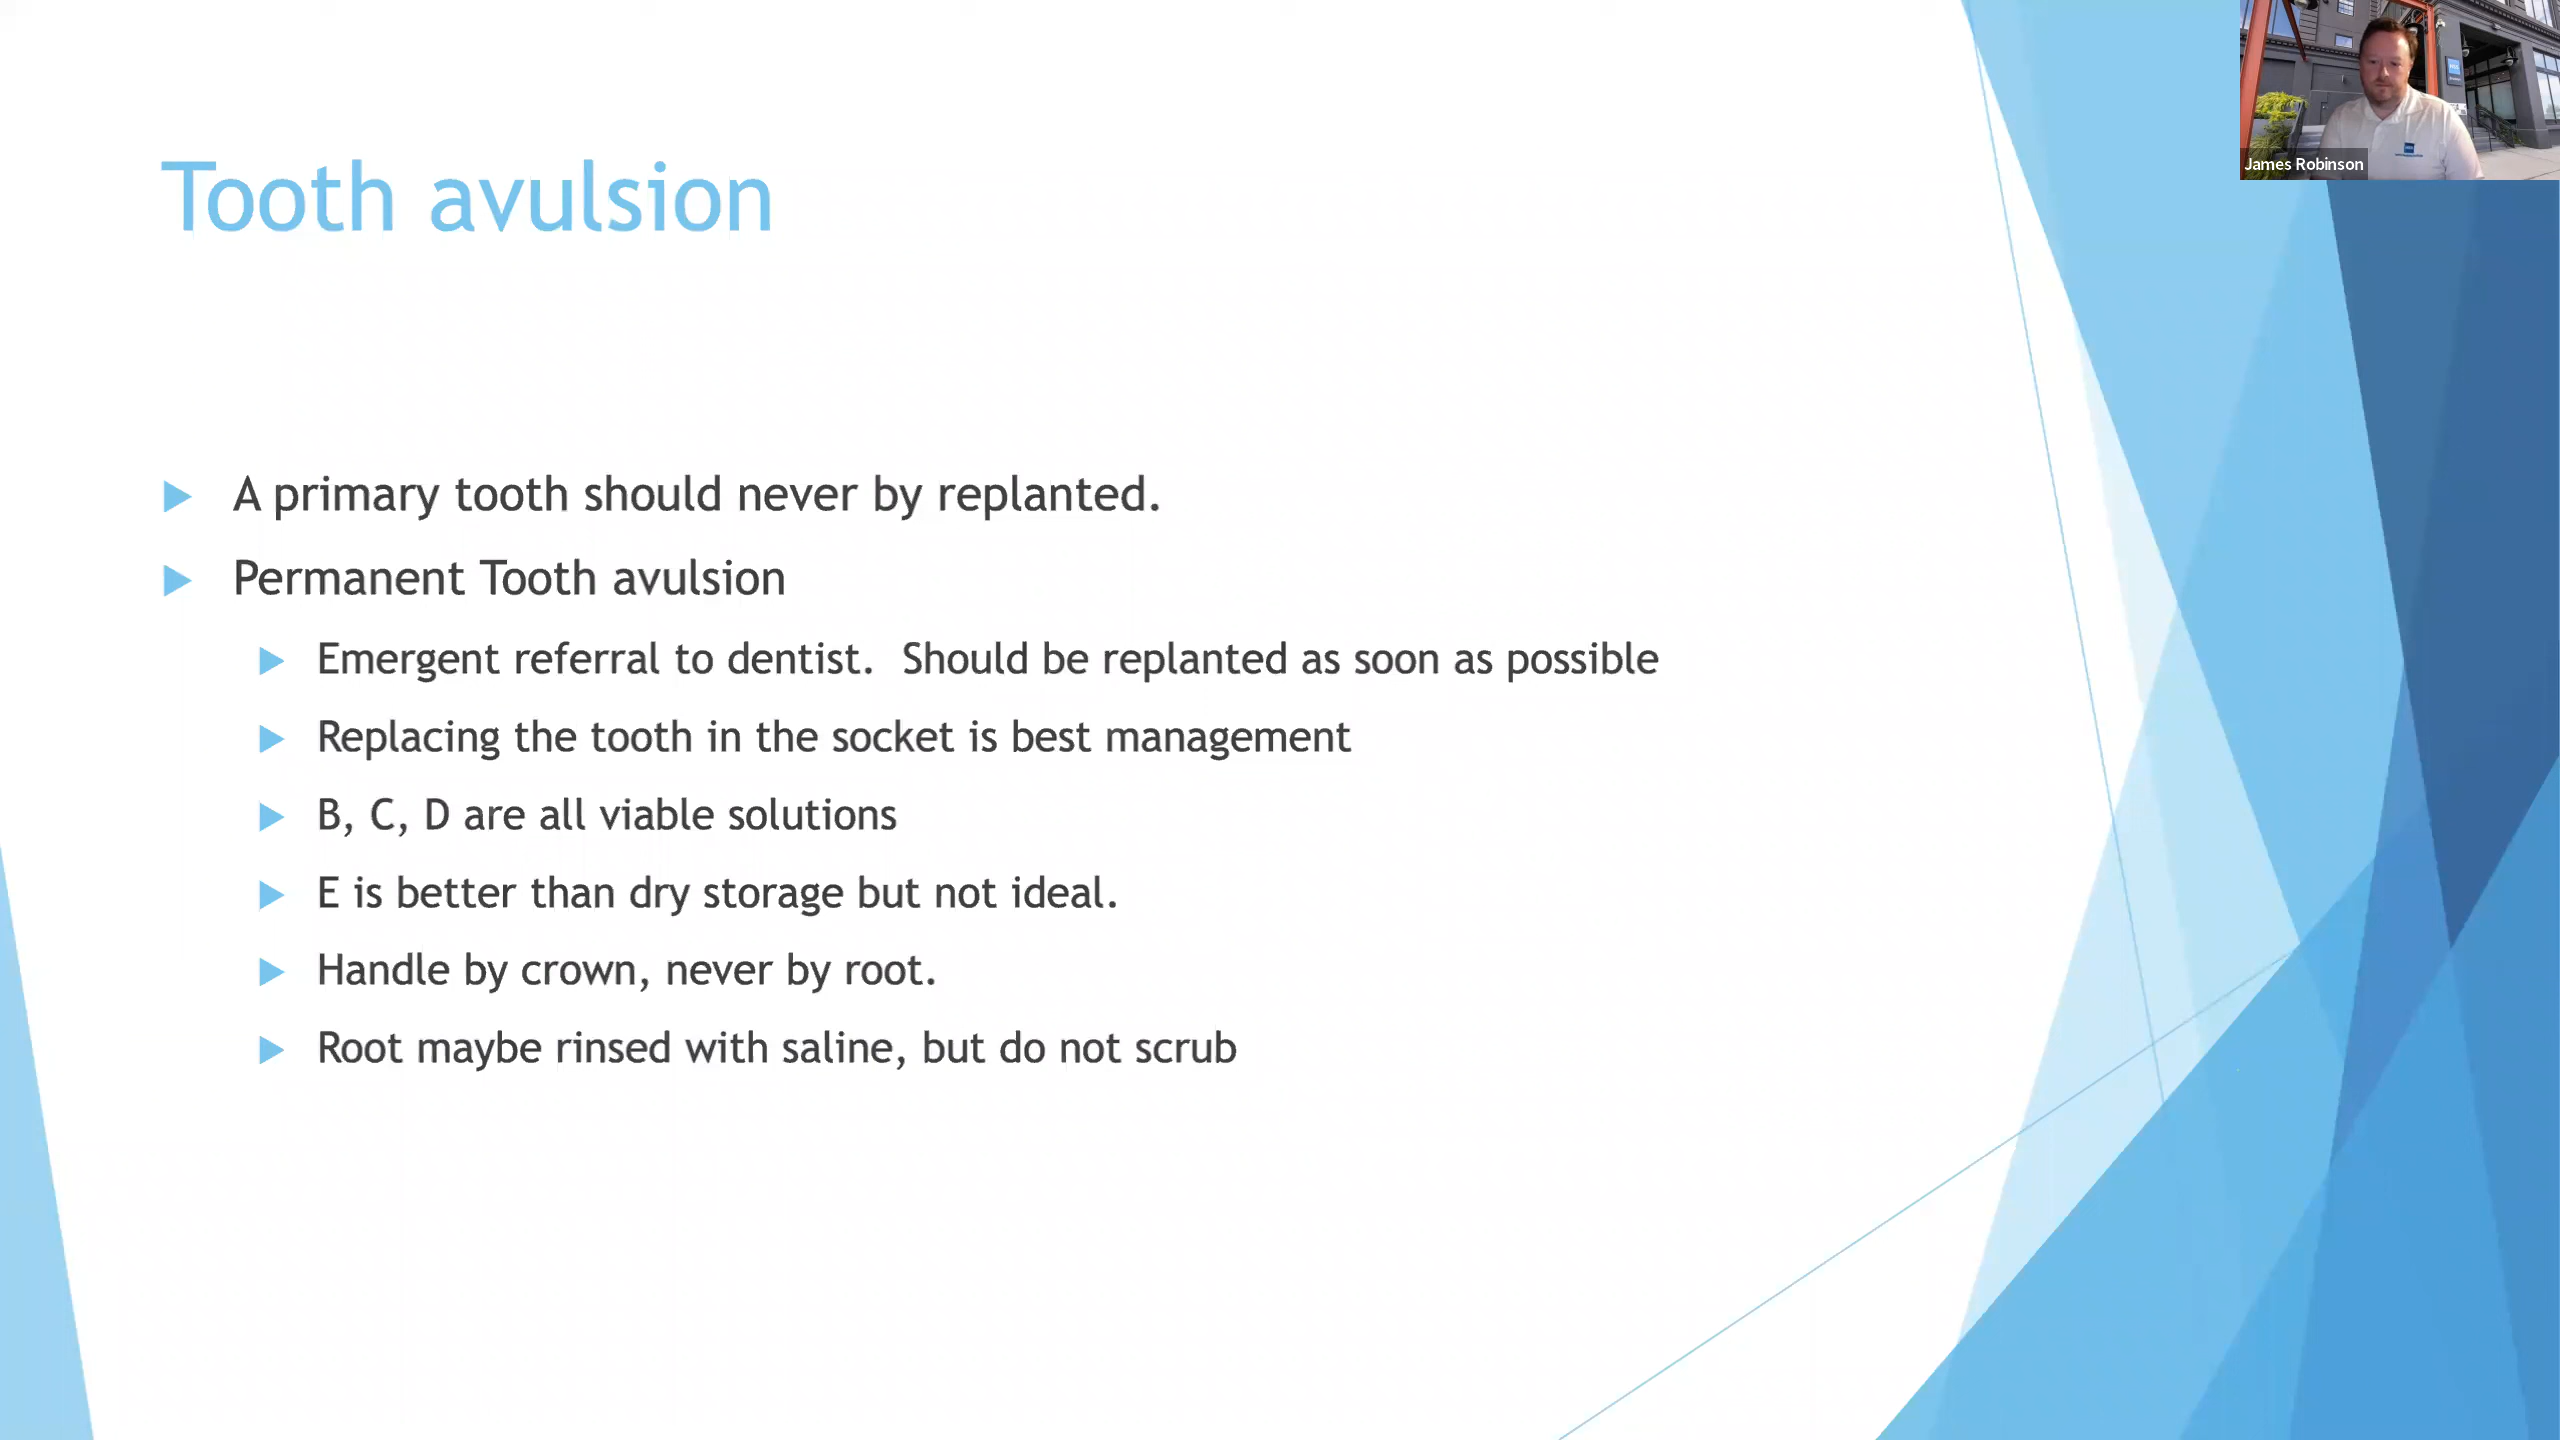 Tooth avulsion
A primary tooth should never by replanted.
Permanent Tooth avulsion
Emergent referral to dentist. Should be replanted as soon as possible
Replacing the tooth in the socket is best management
B, C, D are all viable solutions
E is better than dry storage but not ideal.
Handle by crown, never by root.
Root maybe rinsed with saline, but do not scrub
James Robinson